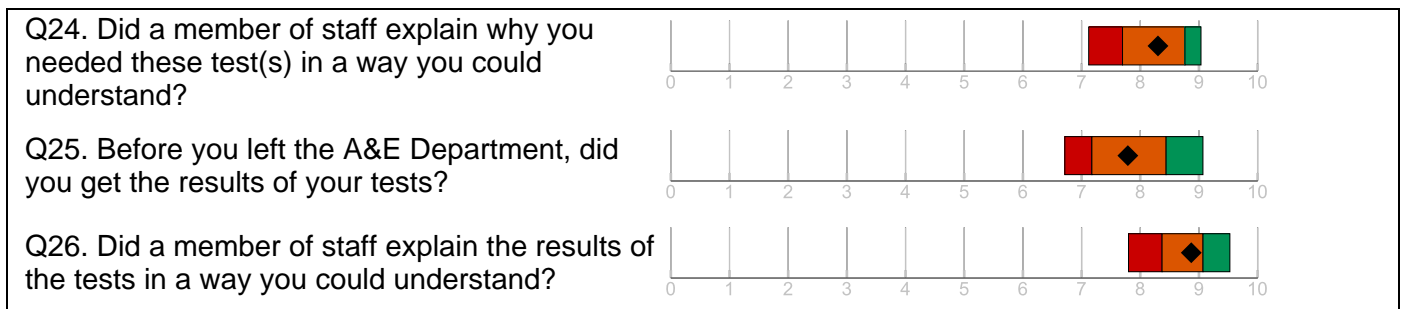 Q24. Did a member of staff explain why you
needed these test(s) in a way you could
understand?
0 1 2 3 4 5 6 7 8 9 10
Q25. Before you left the A&E Department, did
you get the results of your tests?
0 1 2 3 4 5 6 7 8 9 10
Q26. Did a member of staff explain the results of
the tests in a way you could understand?
0 1 2 3 4 5 6 7 8 9 10